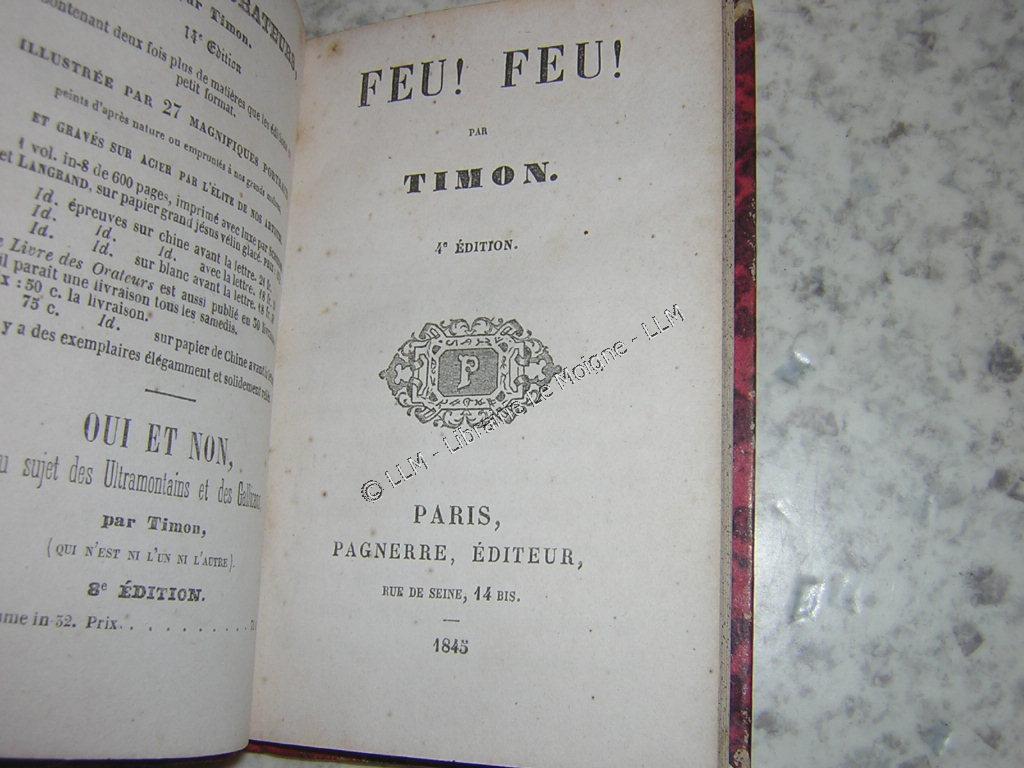 RATEURS,
par Timon.
14e Édition
contenant deux fois plus de matières que les
petit format.
ILLUSTRÉE PAR 27 MAGNIFIQUES PORTRAITS
peints d'après nature ou empruntés à nos grands
ET GRAVÉS SUR ACIER PAR L'ÉLITE DE NOS
1 vol. in-8 de 600 pages, imprimé avec luxe par
et LANGRAND, sur papier grand jésus vélin glacé.
Id. épreuves sur chine avant la lettre.
Id. Id. Id. avec la lettre.
Id. Id. sur blanc avant la lettre.
Livre des Orateurs est aussi publié en 50
il paraît une livraison tous les samedis.
x : 50 c. la livraison.
75 c. Id. sur papier de Chine avant
y a des exemplaires élégamment et solidement
OUI ET NON,
u sujet des Ultramontains et des
par Timon,
(QUI N'EST NI L'UN NI L'AUTRE).
8e ÉDITION.
ume in 32. Prix.
FEU! FEU!
PAR
TIMON.
4e ÉDITION.
P
PARIS,
PAGNERRE, ÉDITEUR,
RUE DE SEINE, 14 BIS.
1845
© LLM - Librairie Le Moigne - LLM